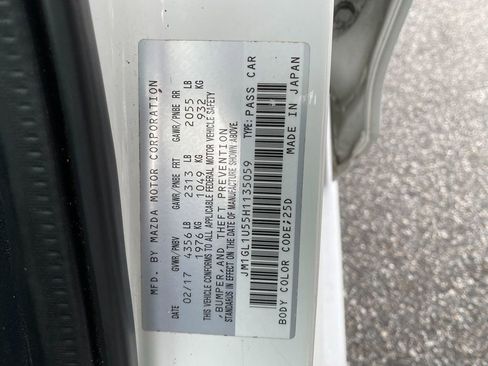 MFD. BY MAZDA MOTOR CORPORATION
DATE GVWR/PNBV GAWR/PNBE FRT GAWR/PNBE RR
02/17 4356 LB 2313 LB 2055 LB
1976 KG 1049 KG 932 KG
THIS VEHICLE CONFORMS TO ALL APPLICABLE FEDERAL MOTOR VEHICLE SAFETY
,BUMPER,AND THEFT PREVENTION
STANDARDS IN EFFECT ON THE DATE OF MANUFACTURE SHOWN ABOVE.
JM1GL1U55H1135059 TYPE: PASS CAR
BODY COLOR CODE;25D MADE IN JAPAN